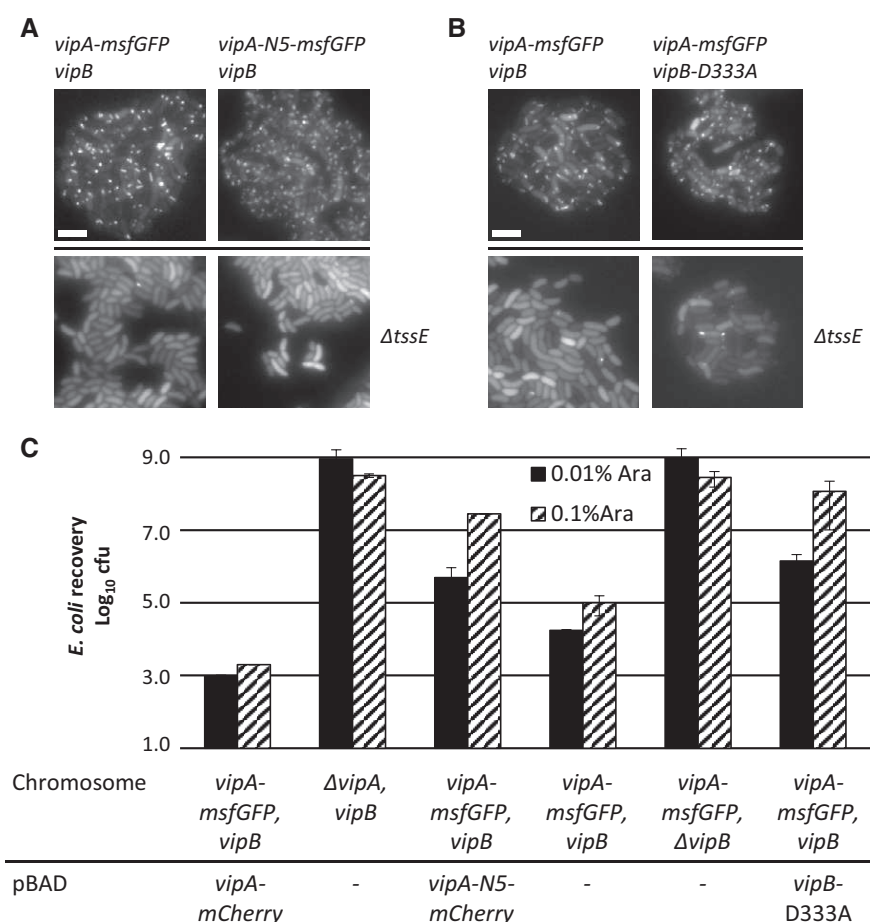 A
vipA-msfGFP
vipB
vipA-N5-msfGFP
vipB
ΔtssE
B
vipA-msfGFP
vipB
vipA-msfGFP
vipB-D333A
ΔtssE
C
E. coli recovery
Log10 cfu
9.0
7.0
5.0
3.0
1.0
0.01% Ara
0.1%Ara
Chromosome
vipA-
msfGFP,
vipB
ΔvipA,
vipB
vipA-
msfGFP,
vipB
vipA-
msfGFP,
vipB
vipA-
msfGFP,
ΔvipB
vipA-
msfGFP,
vipB
pBAD
vipA-
mCherry
-
vipA-N5-
mCherry
-
-
vipB-
D333A